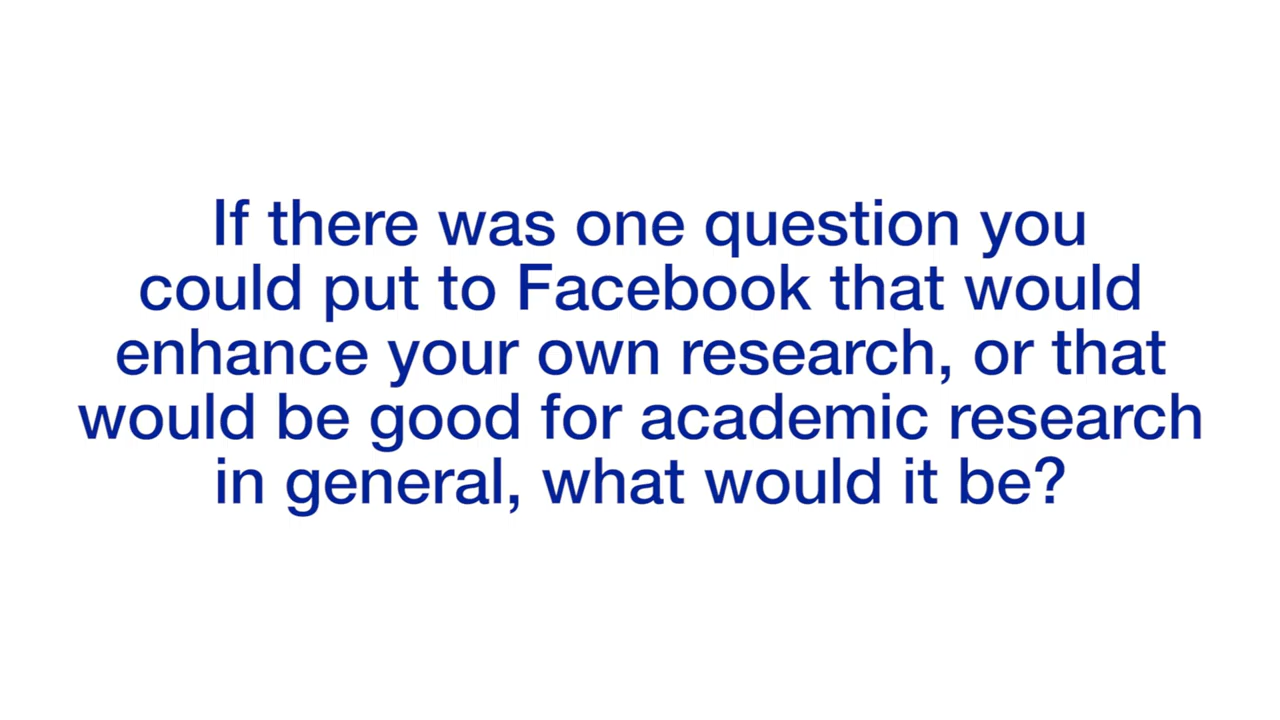 If there was one question you
could put to Facebook that would
enhance your own research, or that
would be good for academic research
in general, what would it be?